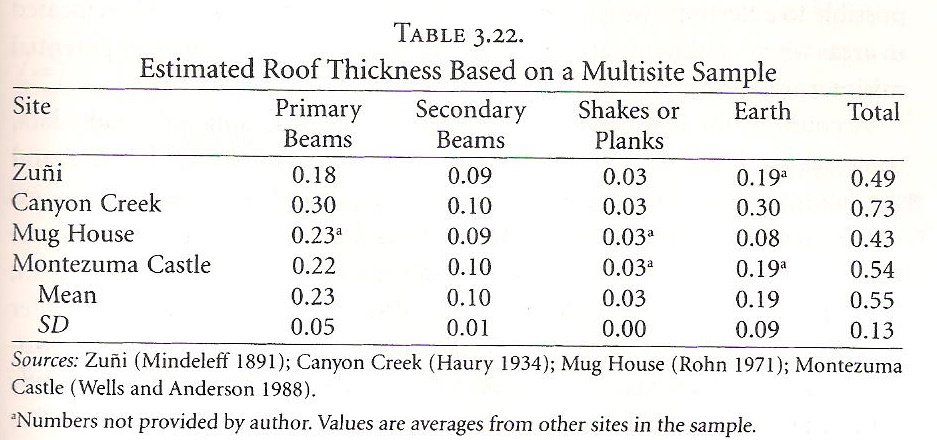 TABLE 3.22.
Estimated Roof Thickness Based on a Multisite Sample
Site Primary Beams Secondary Beams Shakes or Planks Earth Total
Zuñi 0.18 0.09 0.03 0.19ᵃ 0.49
Canyon Creek 0.30 0.10 0.03 0.30 0.73
Mug House 0.23ᵃ 0.09 0.03ᵃ 0.08 0.43
Montezuma Castle 0.22 0.10 0.03ᵃ 0.19ᵃ 0.54
Mean 0.23 0.10 0.03 0.19 0.55
SD 0.05 0.01 0.00 0.09 0.13
Sources: Zuñi (Mindeleff 1891); Canyon Creek (Haury 1934); Mug House (Rohn 1971); Montezuma
Castle (Wells and Anderson 1988).
ᵃNumbers not provided by author. Values are averages from other sites in the sample.